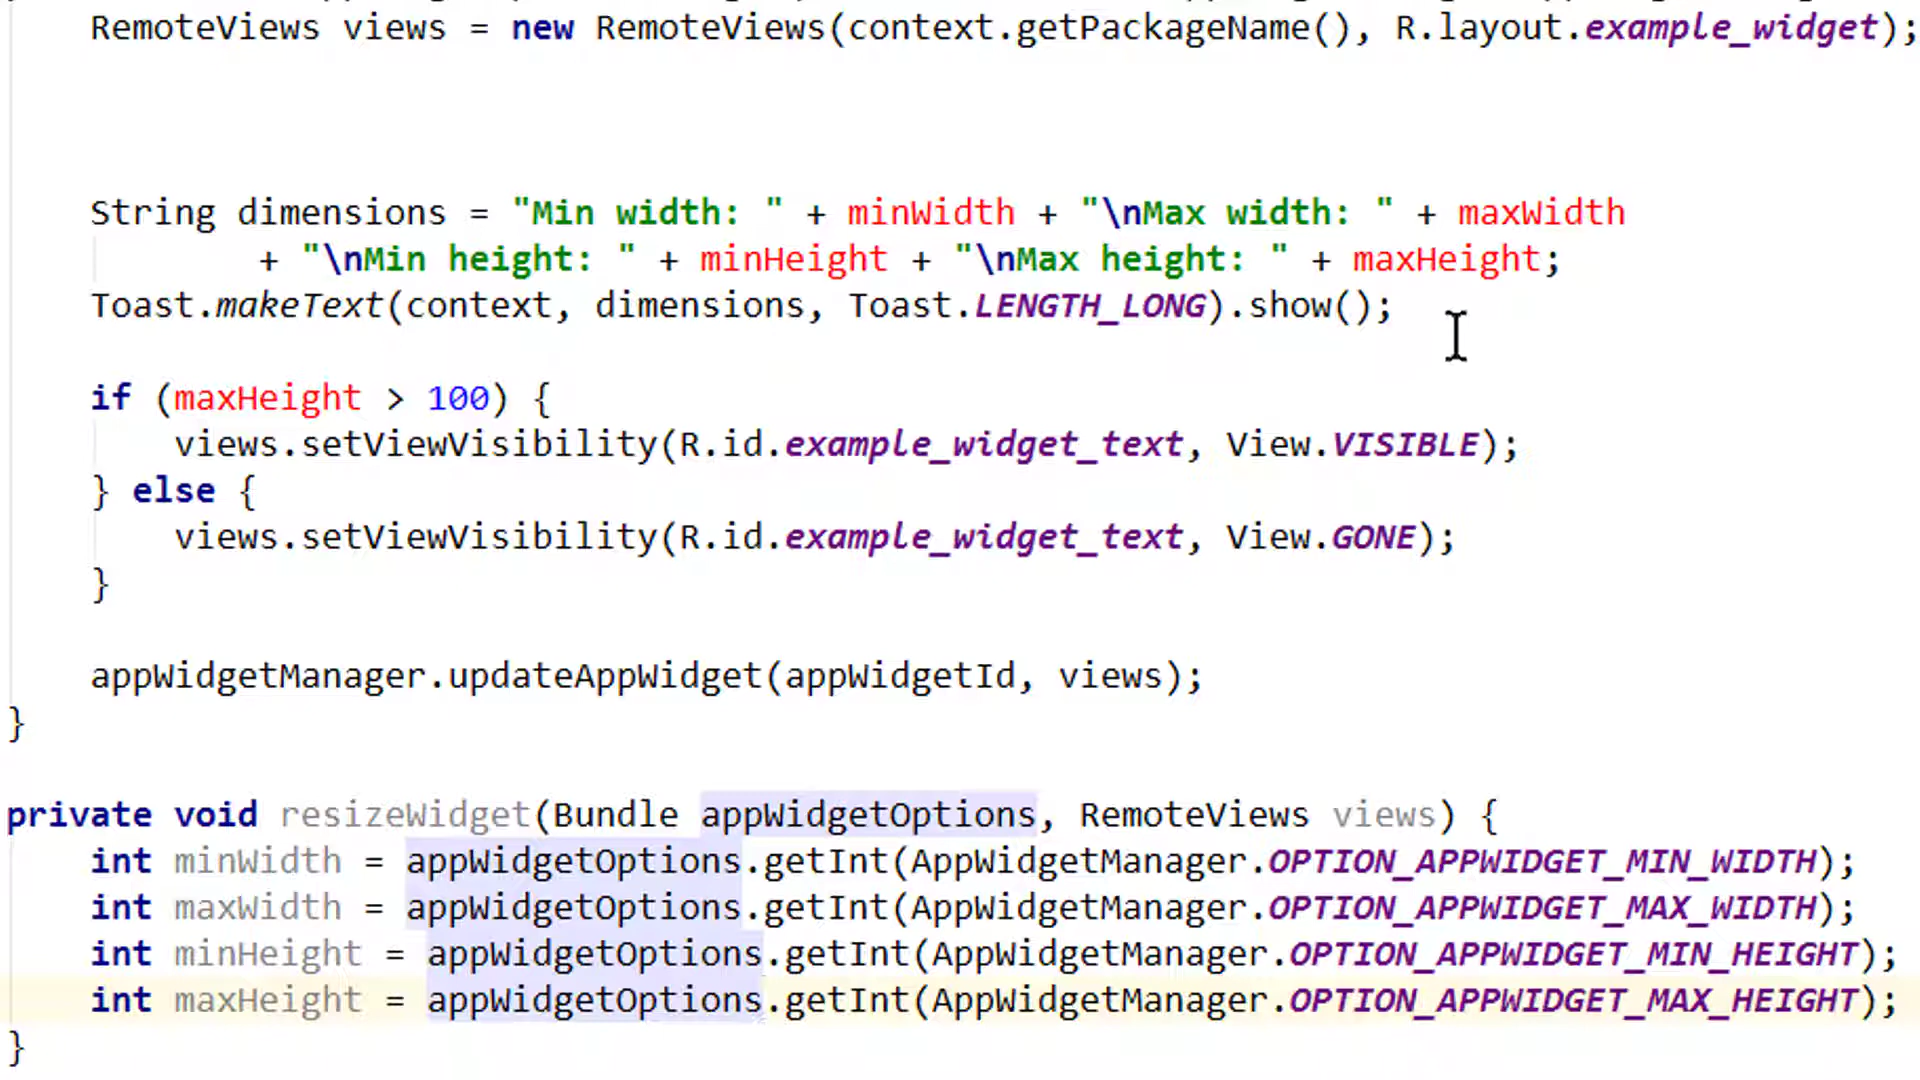 RemoteViews views = new RemoteViews(context.getPackageName(), R.layout.example_widget);
String dimensions = "Min width: " + minWidth + "\nMax width: " + maxWidth
+ "\nMin height: " + minHeight + "\nMax height: " + maxHeight;
Toast.makeText(context, dimensions, Toast.LENGTH_LONG).show();
if (maxHeight > 100) {
views.setViewVisibility(R.id.example_widget_text, View.VISIBLE);
} else {
views.setViewVisibility(R.id.example_widget_text, View.GONE);
}
appWidgetManager.updateAppWidget(appWidgetId, views);
}
private void resizeWidget(Bundle appWidgetOptions, RemoteViews views) {
int minWidth = appWidgetOptions.getInt(AppWidgetManager.OPTION_APPWIDGET_MIN_WIDTH);
int maxWidth = appWidgetOptions.getInt(AppWidgetManager.OPTION_APPWIDGET_MAX_WIDTH);
int minHeight = appWidgetOptions.getInt(AppWidgetManager.OPTION_APPWIDGET_MIN_HEIGHT);
int maxHeight = appWidgetOptions.getInt(AppWidgetManager.OPTION_APPWIDGET_MAX_HEIGHT);
}